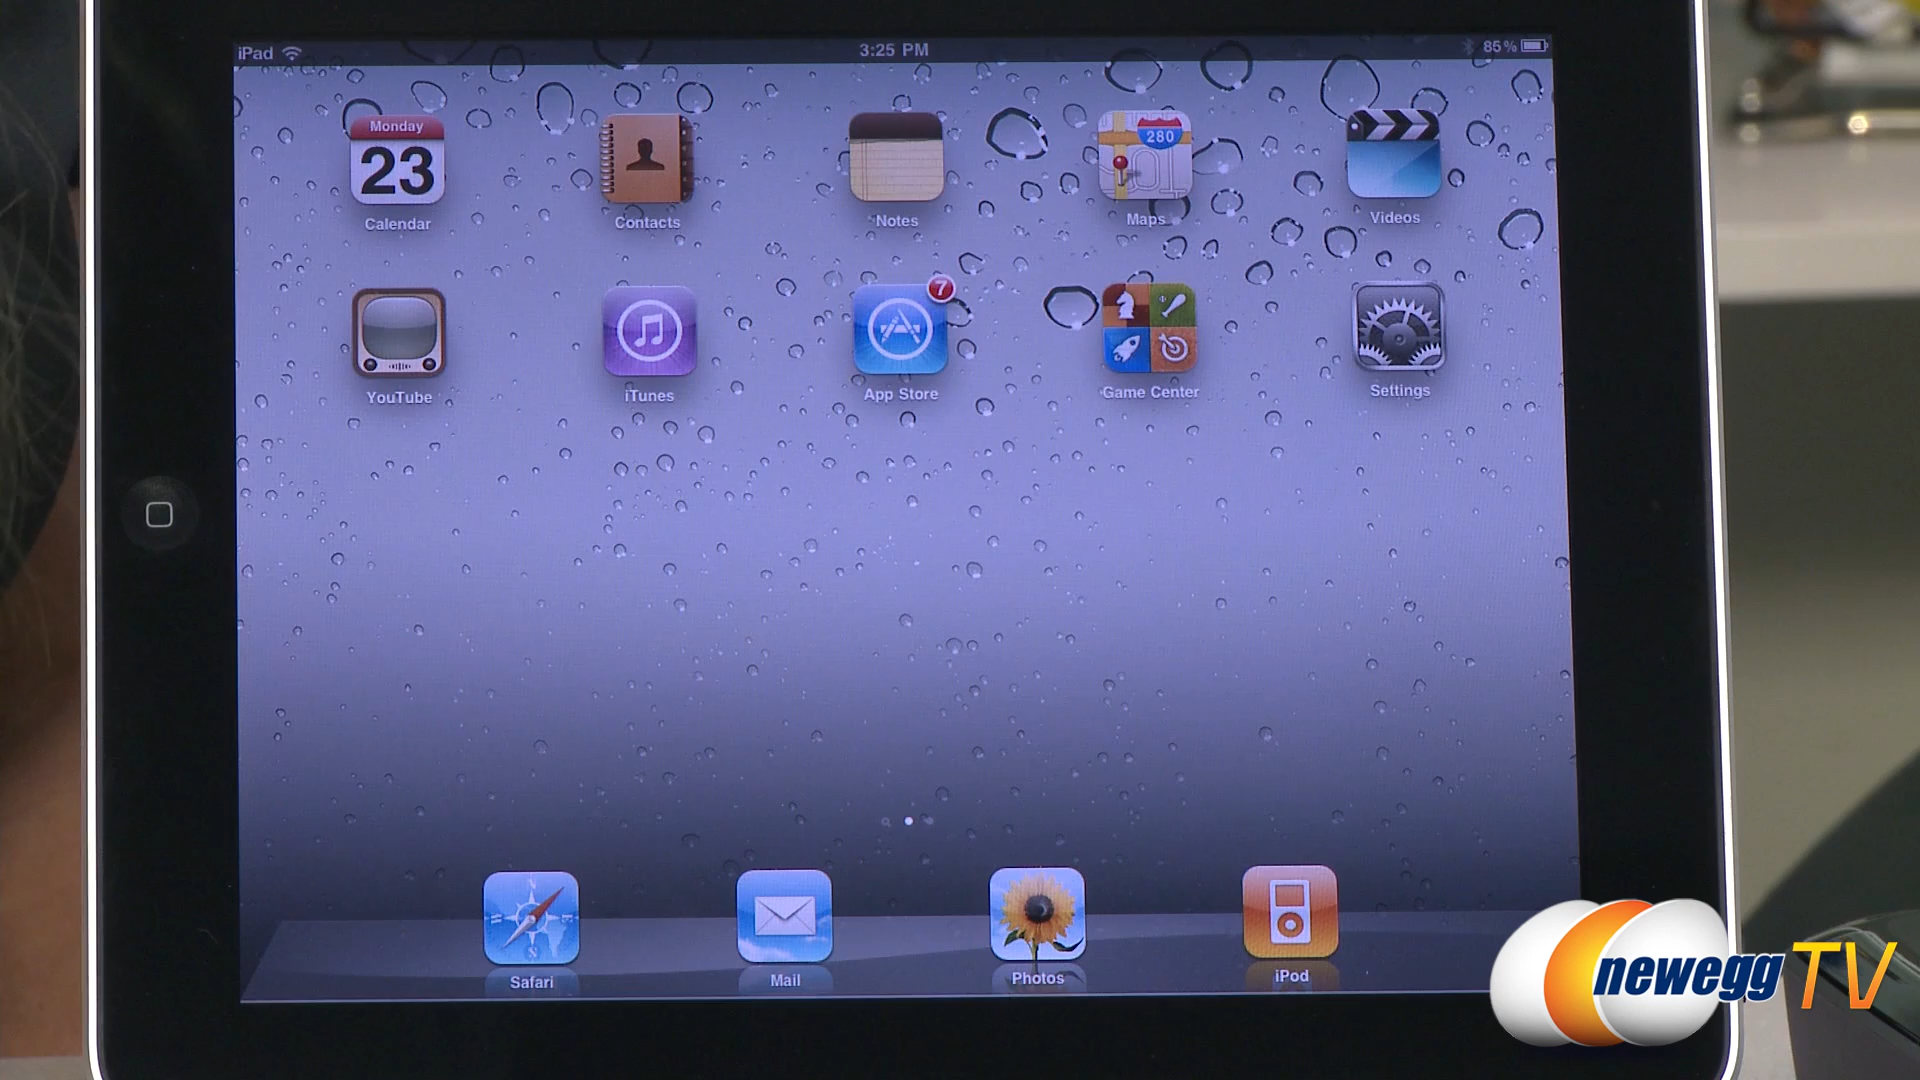 iPad 3:25 PM 85%
Monday
23
280
Calendar Contacts Notes Maps Videos
7
YouTube iTunes App Store Game Center Settings
N
S
Safari Mail Photos iPod
newegg TV